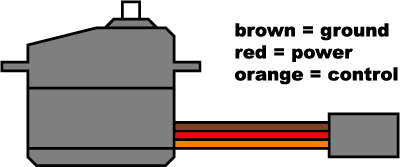 brown = ground
red = power
orange = control